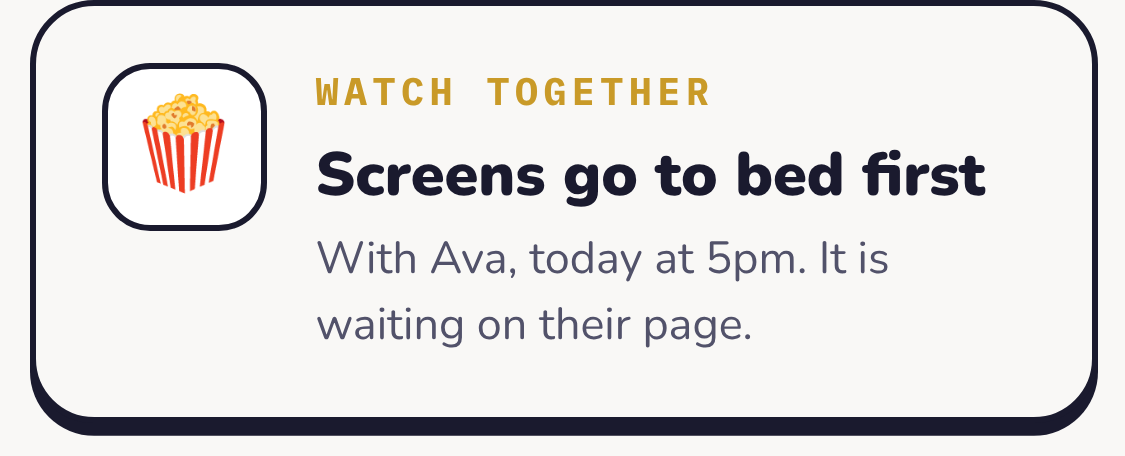 WATCH TOGETHER
Screens go to bed first
With Ava, today at 5pm. It is
waiting on their page.